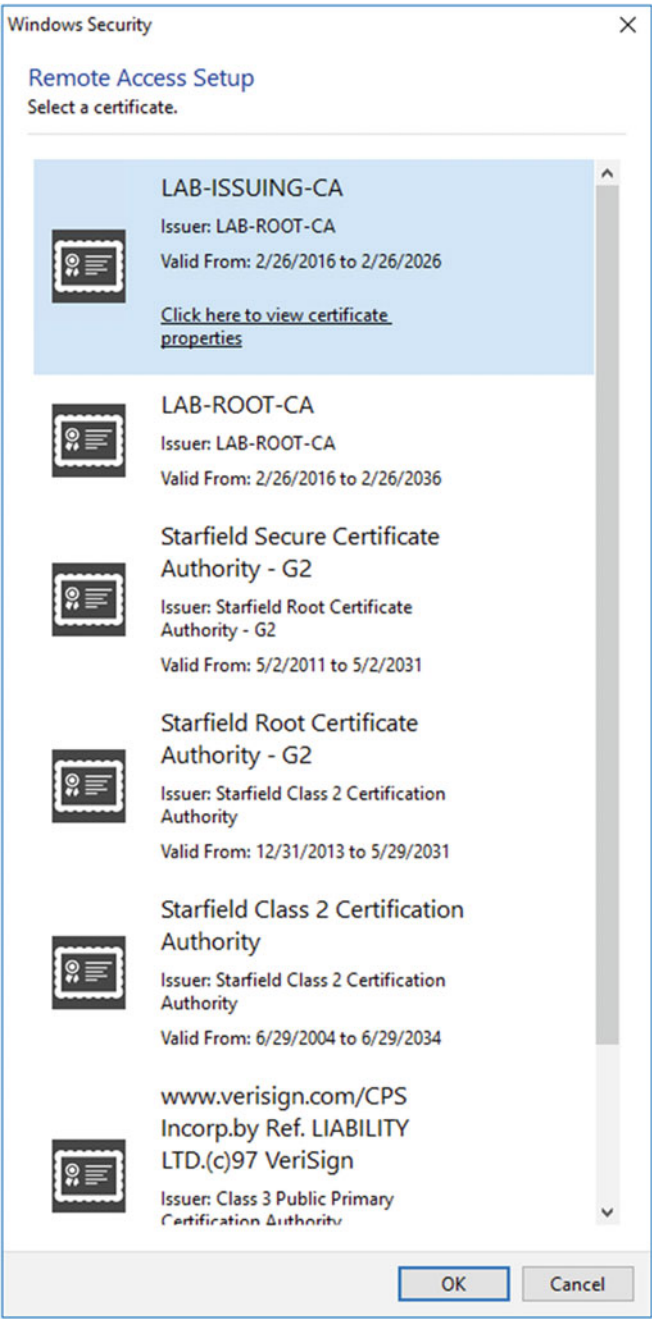 Windows Security
Remote Access Setup
Select a certificate.
LAB-ISSUING-CA
Issuer: LAB-ROOT-CA
Valid From: 2/26/2016 to 2/26/2026
Click here to view certificate
properties
LAB-ROOT-CA
Issuer: LAB-ROOT-CA
Valid From: 2/26/2016 to 2/26/2036
Starfield Secure Certificate
Authority - G2
Issuer: Starfield Root Certificate
Authority - G2
Valid From: 5/2/2011 to 5/2/2031
Starfield Root Certificate
Authority - G2
Issuer: Starfield Class 2 Certification
Authority
Valid From: 12/31/2013 to 5/29/2031
Starfield Class 2 Certification
Authority
Issuer: Starfield Class 2 Certification
Authority
Valid From: 6/29/2004 to 6/29/2034
www.verisign.com/CPS
Incorp.by Ref. LIABILITY
LTD.(c)97 VeriSign
Issuer: Class 3 Public Primary
Certification Authority
OK
Cancel